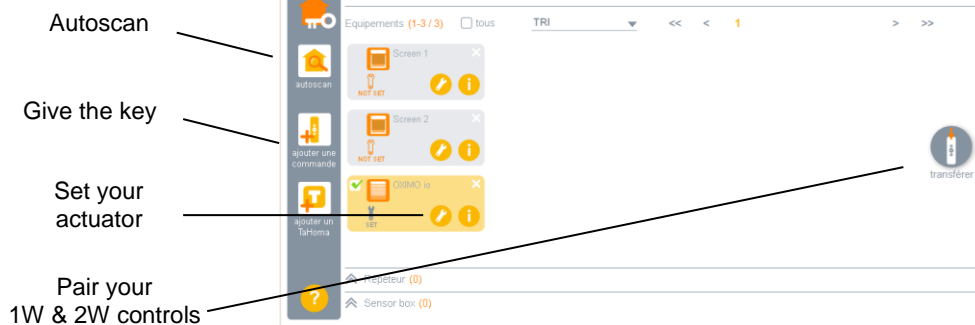 Autoscan
Give the key
Set your
actuator
Pair your
1W & 2W controls
autoscan
ajouter une
commande
ajouter un
TaHoma
?
Equipements (1-3 / 3)
tous
TRI
<< < 1 > >>
Screen 1
NOT SET
Screen 2
NOT SET
OXIMO io
SET
transférer
Répéteur (0)
Sensor box (0)